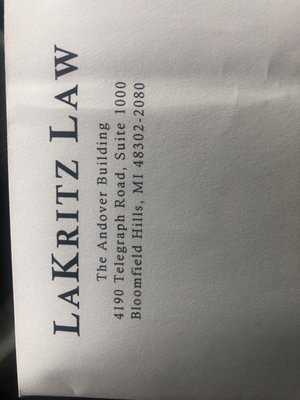 LAKRITZ LAW
The Andover Building
4190 Telegraph Road, Suite 1000
Bloomfield Hills, MI 48302-2080